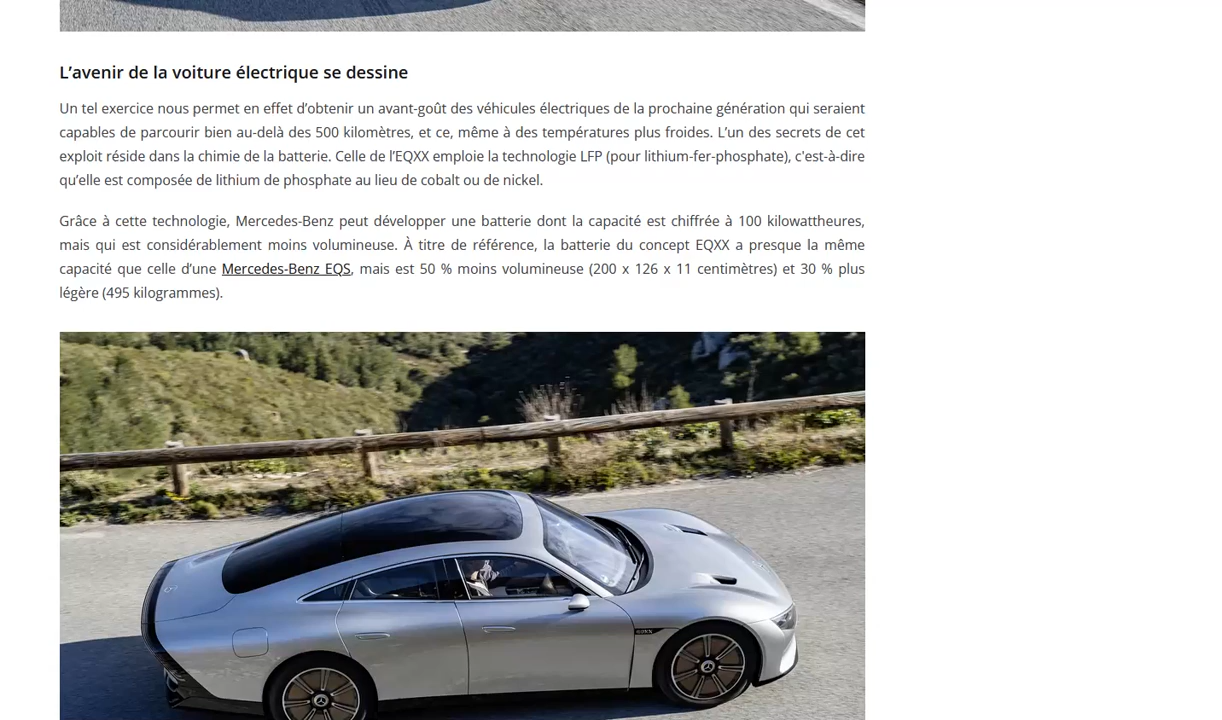 L’avenir de la voiture électrique se dessine
Un tel exercice nous permet en effet d’obtenir un avant-goût des véhicules électriques de la prochaine génération qui seraient
capables de parcourir bien au-delà des 500 kilomètres, et ce, même à des températures plus froides. L’un des secrets de cet
exploit réside dans la chimie de la batterie. Celle de l’EQXX emploie la technologie LFP (pour lithium-fer-phosphate), c'est-à-dire
qu’elle est composée de lithium de phosphate au lieu de cobalt ou de nickel.
Grâce à cette technologie, Mercedes-Benz peut développer une batterie dont la capacité est chiffrée à 100 kilowattheures,
mais qui est considérablement moins volumineuse. À titre de référence, la batterie du concept EQXX a presque la même
capacité que celle d’une Mercedes-Benz EQS, mais est 50 % moins volumineuse (200 x 126 x 11 centimètres) et 30 % plus
légère (495 kilogrammes).
EQXX